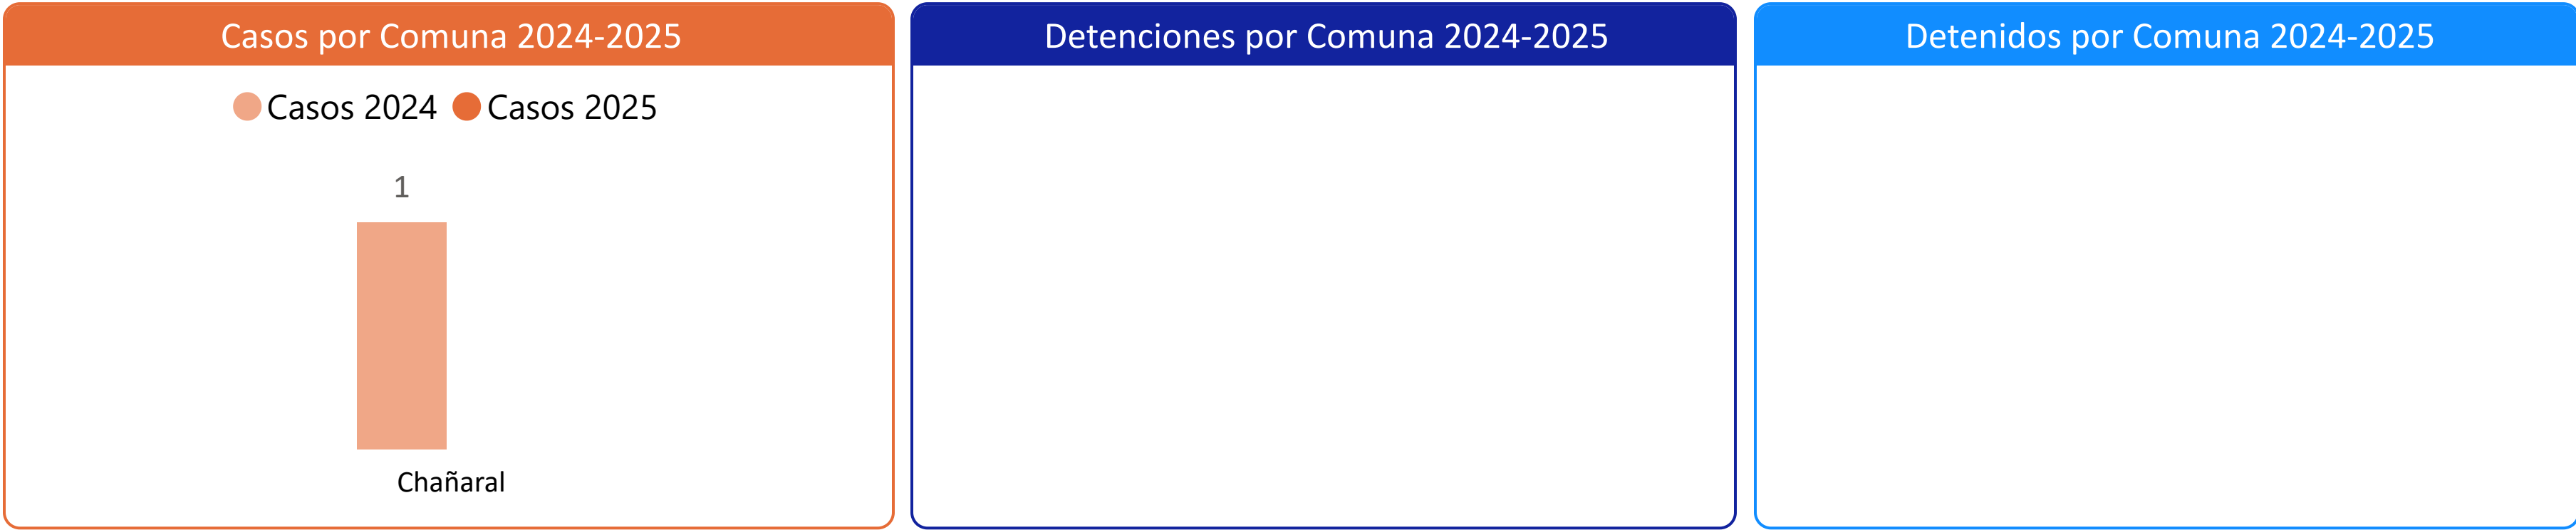 Casos por Comuna 2024-2025
Casos 2024 Casos 2025
1
Chañaral
Detenciones por Comuna 2024-2025
Detenidos por Comuna 2024-2025